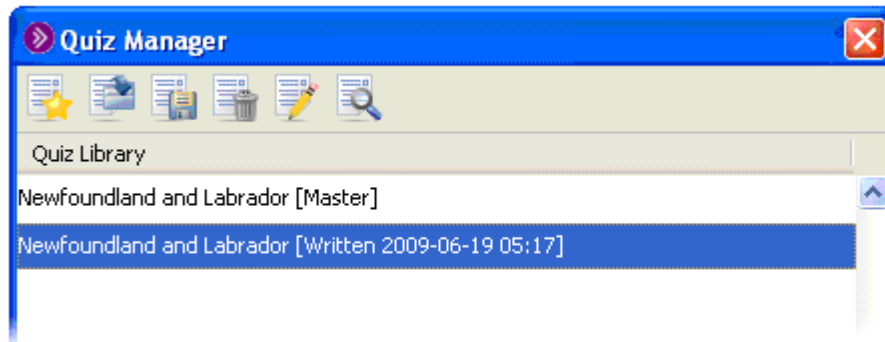 Quiz Manager
Quiz Library
Newfoundland and Labrador [Master]
Newfoundland and Labrador [Written 2009-06-19 05:17]